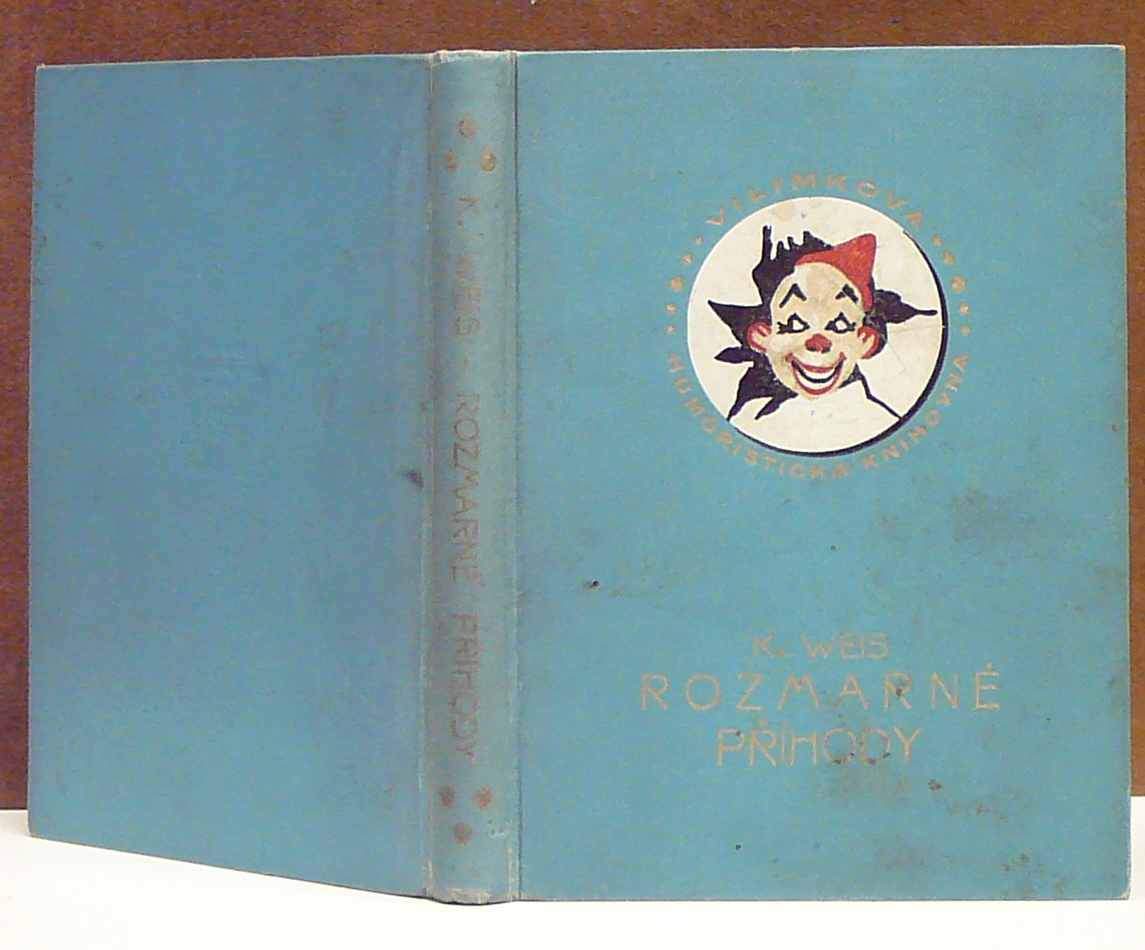 K. WEIS - ROZMARNÉ PŘÍHODY
VILÍMKOVA
HUMORISTICKÁ KNIHOVNA
K. WEIS
ROZMARNÉ
PŘÍHODY